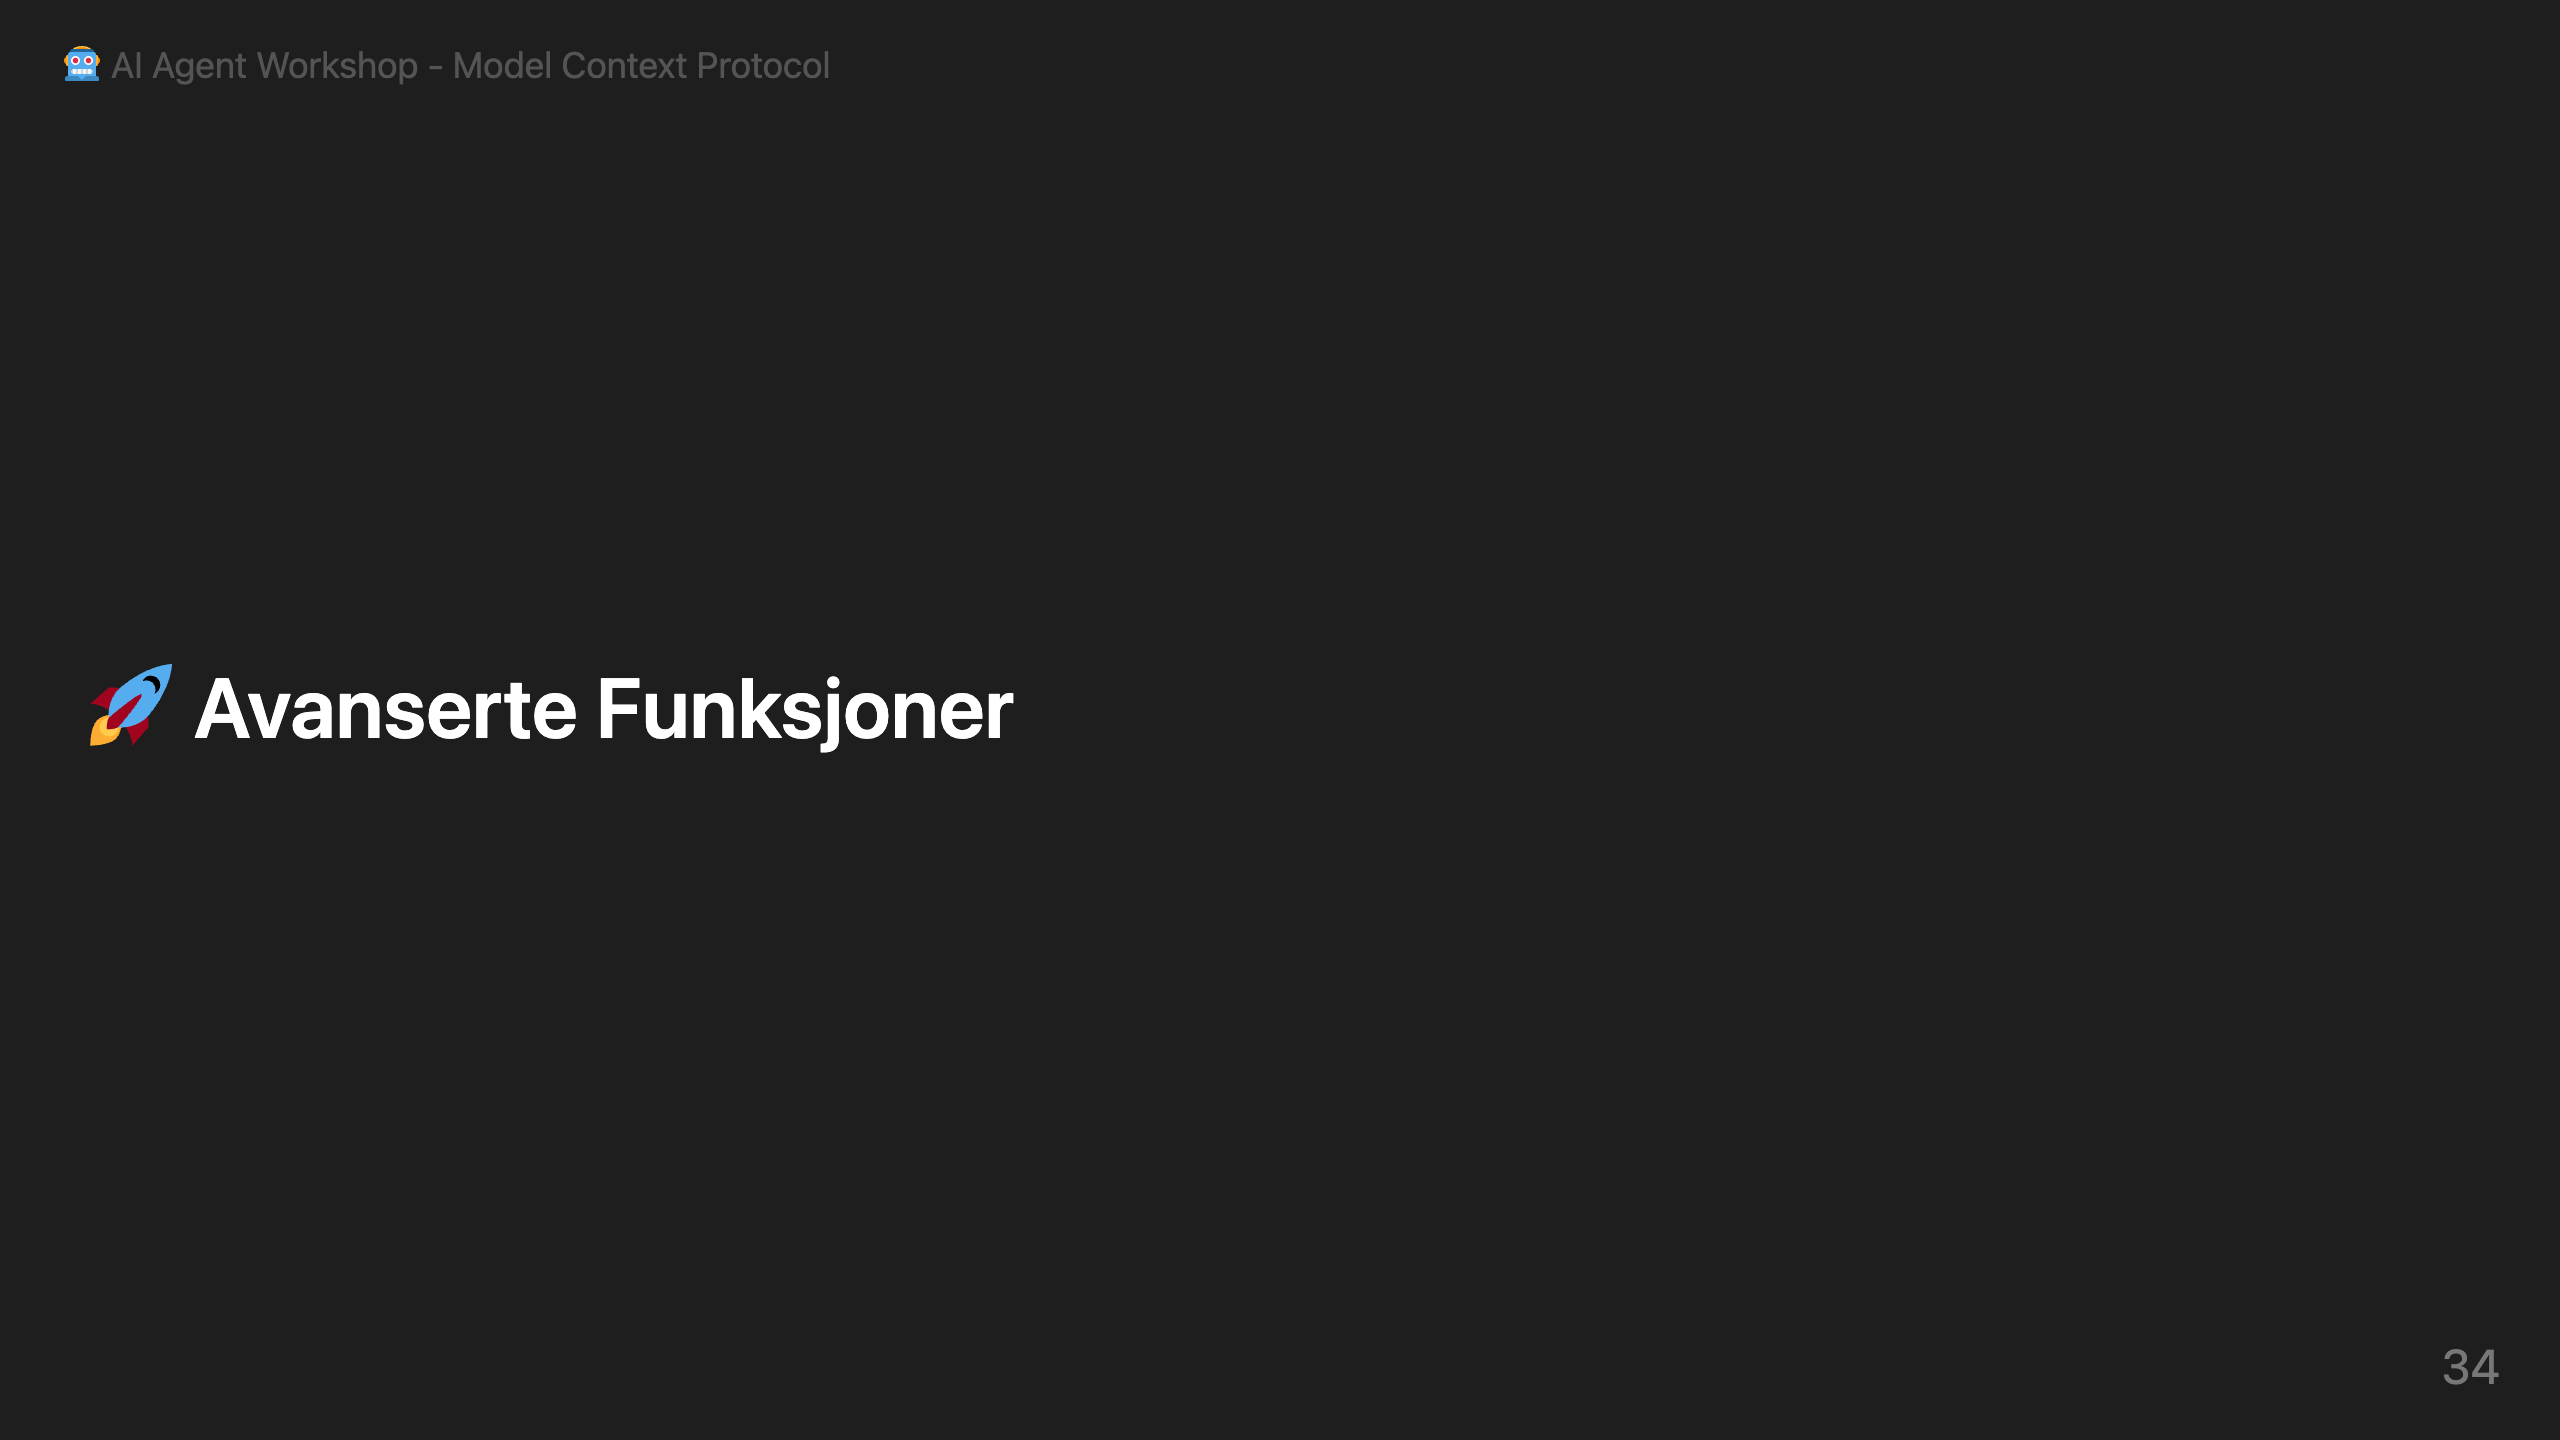 🤖 AI Agent Workshop - Model Context Protocol
🚀 Avanserte Funksjoner
34